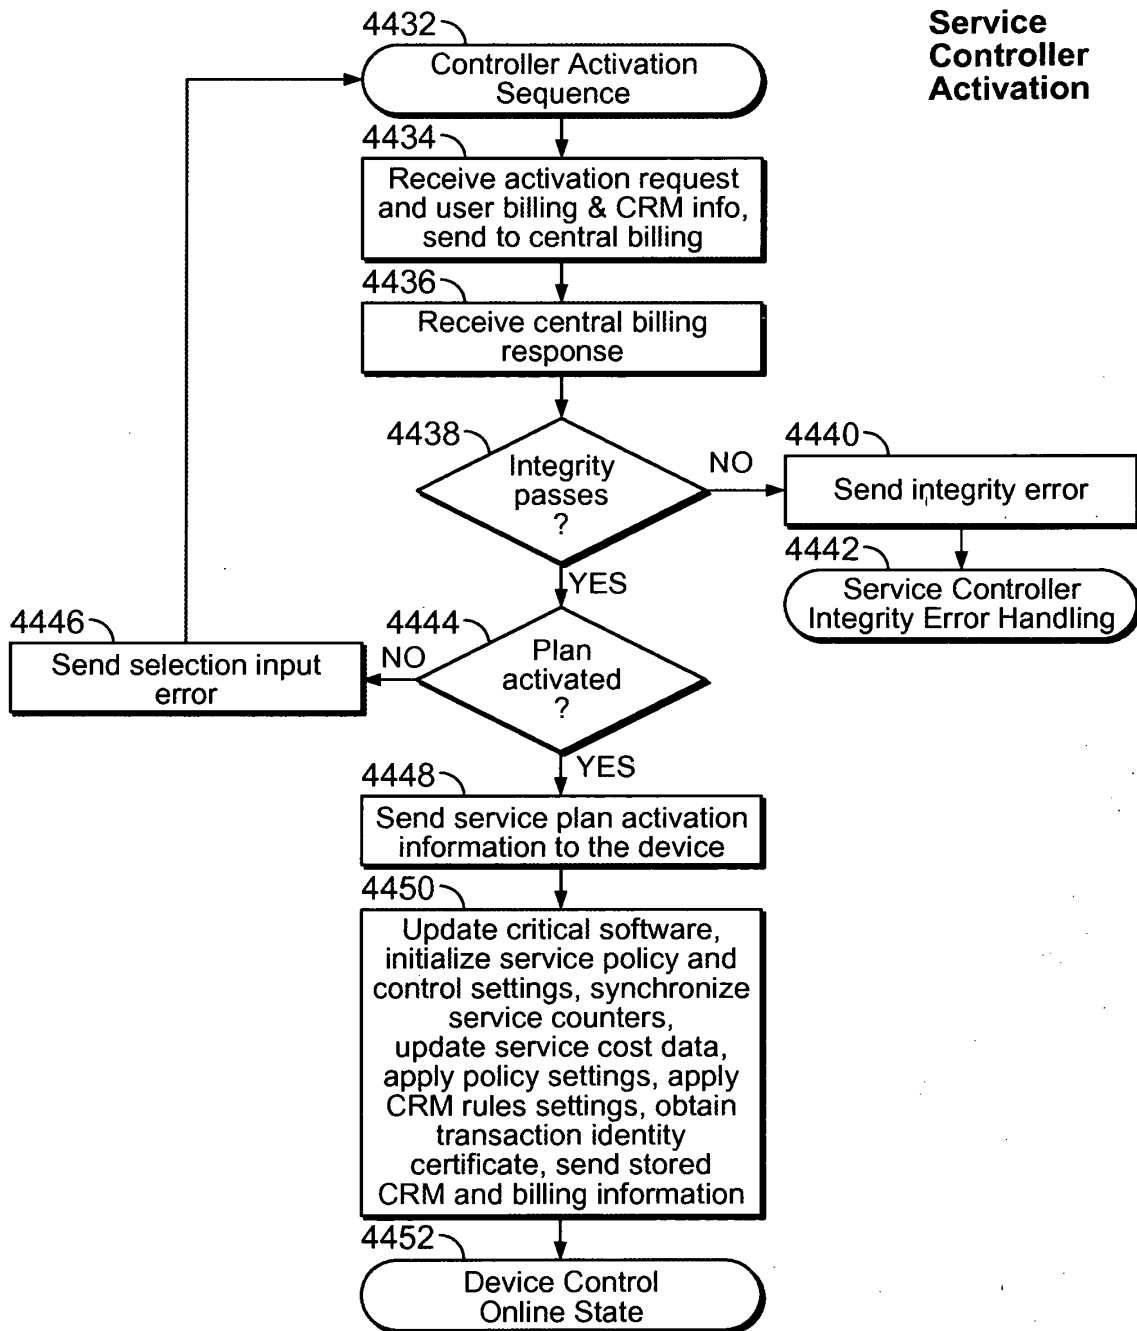 Service
Controller
Activation
4432
Controller Activation
Sequence
4434
Receive activation request
and user billing & CRM info,
send to central billing
4436
Receive central billing
response
4438
Integrity
passes
?
NO
4440
Send integrity error
4442
Service Controller
Integrity Error Handling
YES
4444
Plan
activated
?
NO
4446
Send selection input
error
YES
4448
Send service plan activation
information to the device
4450
Update critical software,
initialize service policy and
control settings, synchronize
service counters,
update service cost data,
apply policy settings, apply
CRM rules settings, obtain
transaction identity
certificate, send stored
CRM and billing information
4452
Device Control
Online State